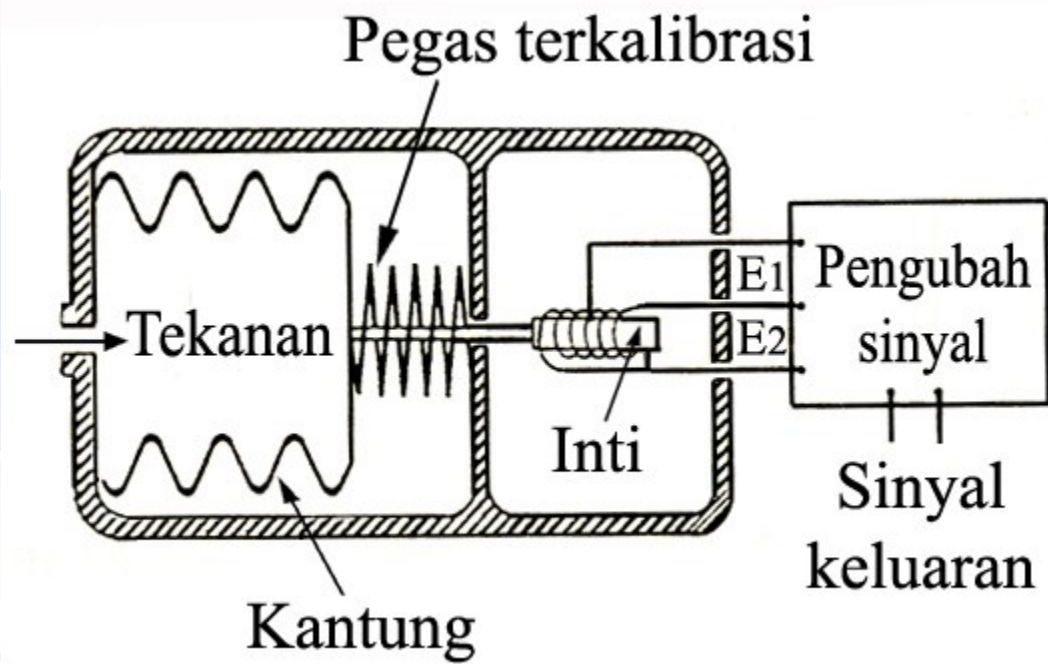 Pegas terkalibrasi
Tekanan
E1
E2
Pengubah
sinyal
Inti
Sinyal
keluaran
Kantung